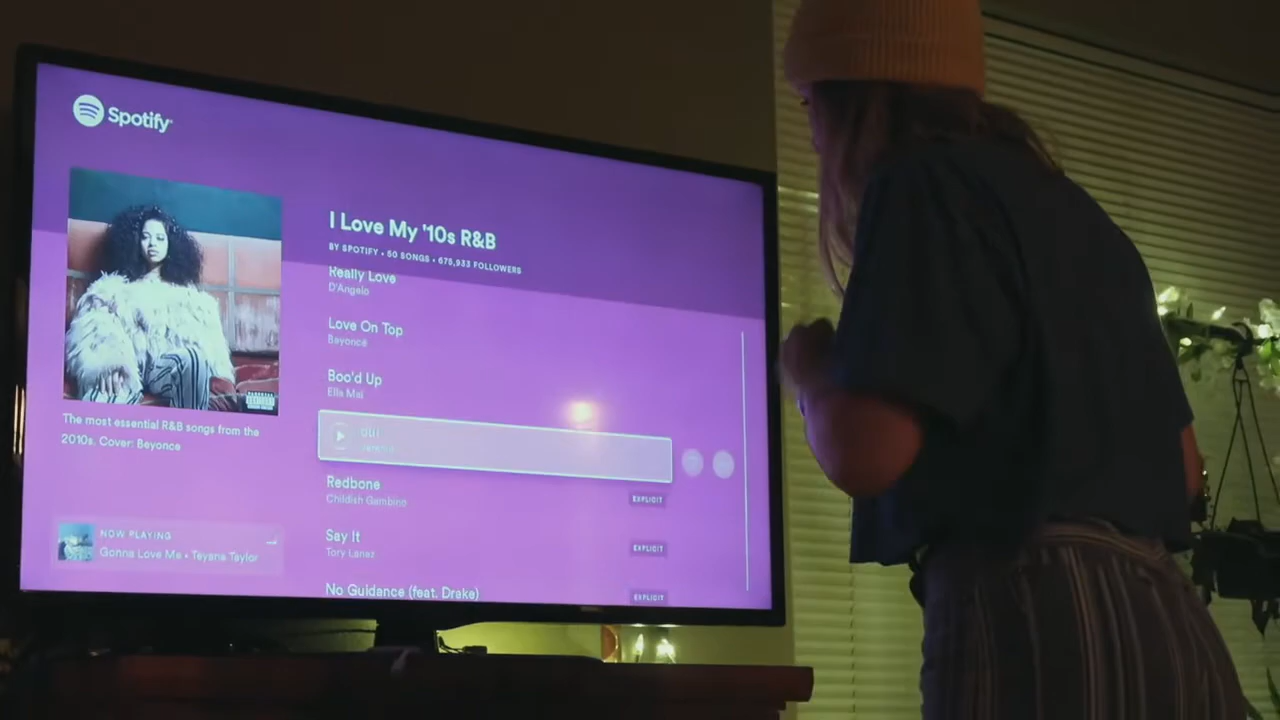 Spotify
I Love My '10s R&B
BY SPOTIFY • 50 SONGS • 675,933 FOLLOWERS
Really Love
D'Angelo
Love On Top
Beyoncé
Boo'd Up
Ella Mai
Redbone
Childish Gambino
EXPLICIT
Say It
Tory Lanez
EXPLICIT
No Guidance (feat. Drake)
EXPLICIT
The most essential R&B songs from the
2010s. Cover: Beyonce
NOW PLAYING
Gonna Love Me • Teyana Taylor